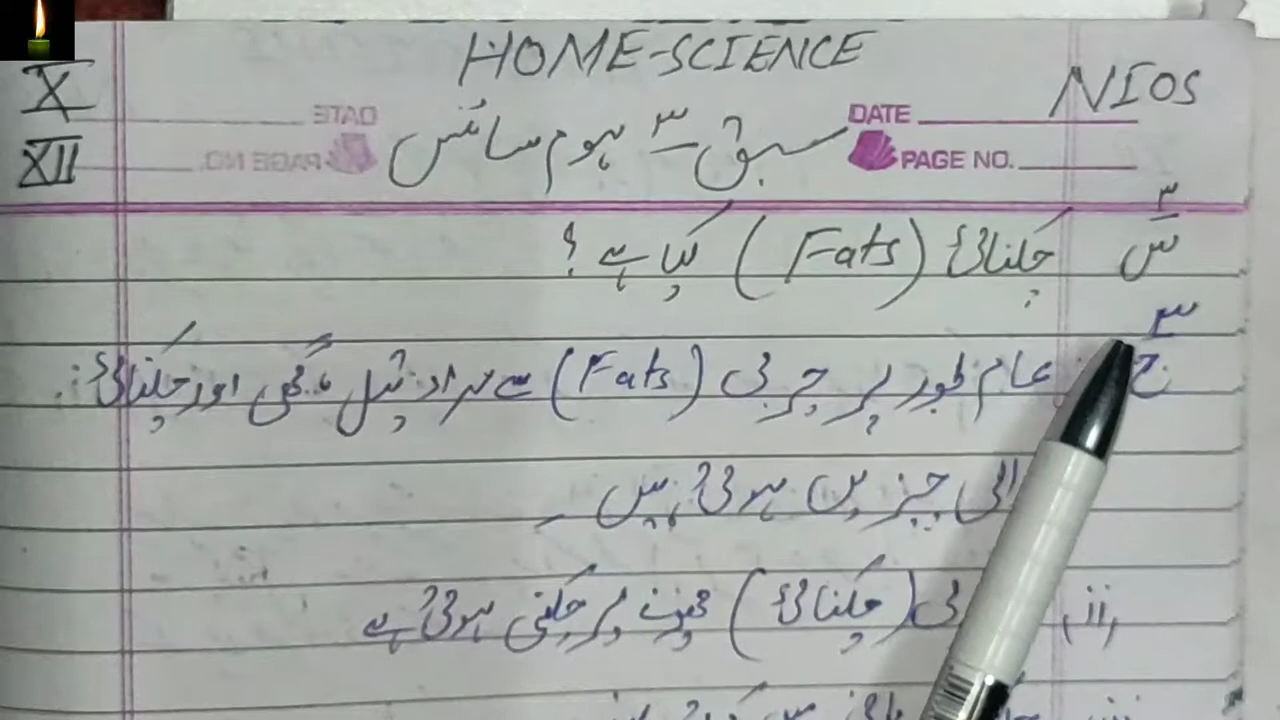 HOME-SCIENCE
NIOS
X
XII
DATE
PAGE NO.
سبق ۳ ہوم سائنس
س ۳ چکنائی (Fats) کیا ہے؟
ج ۳ عام طور پر چربی (Fats) سے مراد تیل، گھی اور چکنائی
چیزیں ہوتی ہیں۔
ii, (چکنائی) چھونے پر چکنی ہوتی ہے